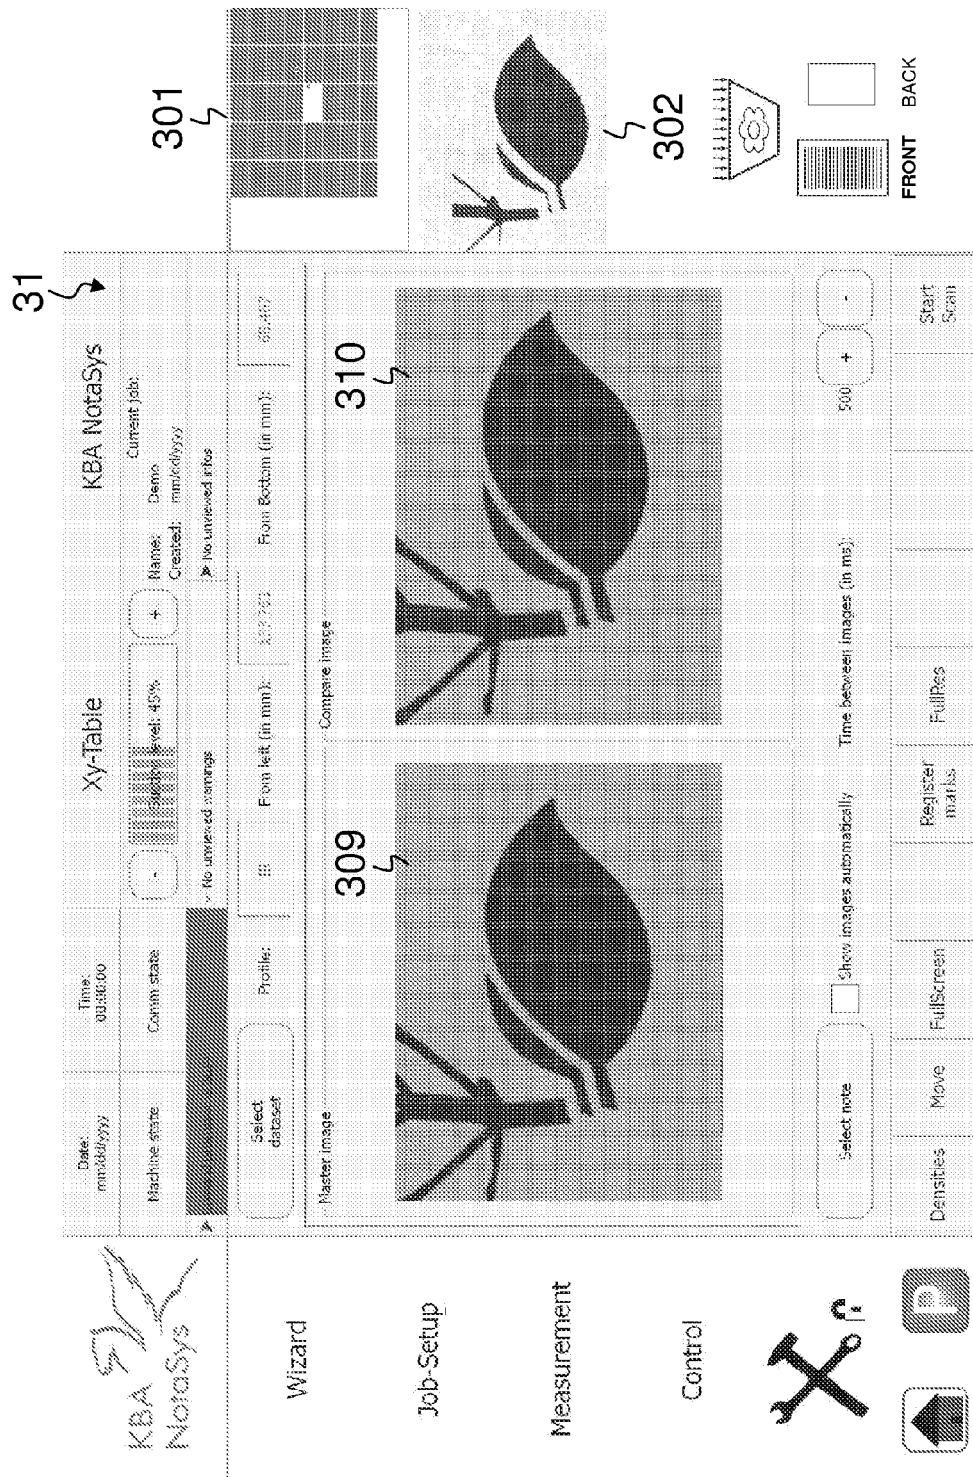 31
KBA
NotaSys
Date:
mm/dd/yyyy
Time:
00:00:00
Xy-Table
KBA NotaSys
Machine state
Comm state
-
Suction level: 45%
+
Name:
Demo
Current job:
Created:
mm/dd/yyyy
No unviewed warnings
No unviewed infos
301
Wizard
Job-Setup
Measurement
Control
Select
dataset
Profile:
From left (in mm):
From Bottom (in mm):
Master image
Compare image
309
310
302
Select note
Show images automatically
Time between images (in ms):
500
+
-
Densities
Move
FullScreen
Register
marks
FullRes
Start
Scan
FRONT
BACK
P